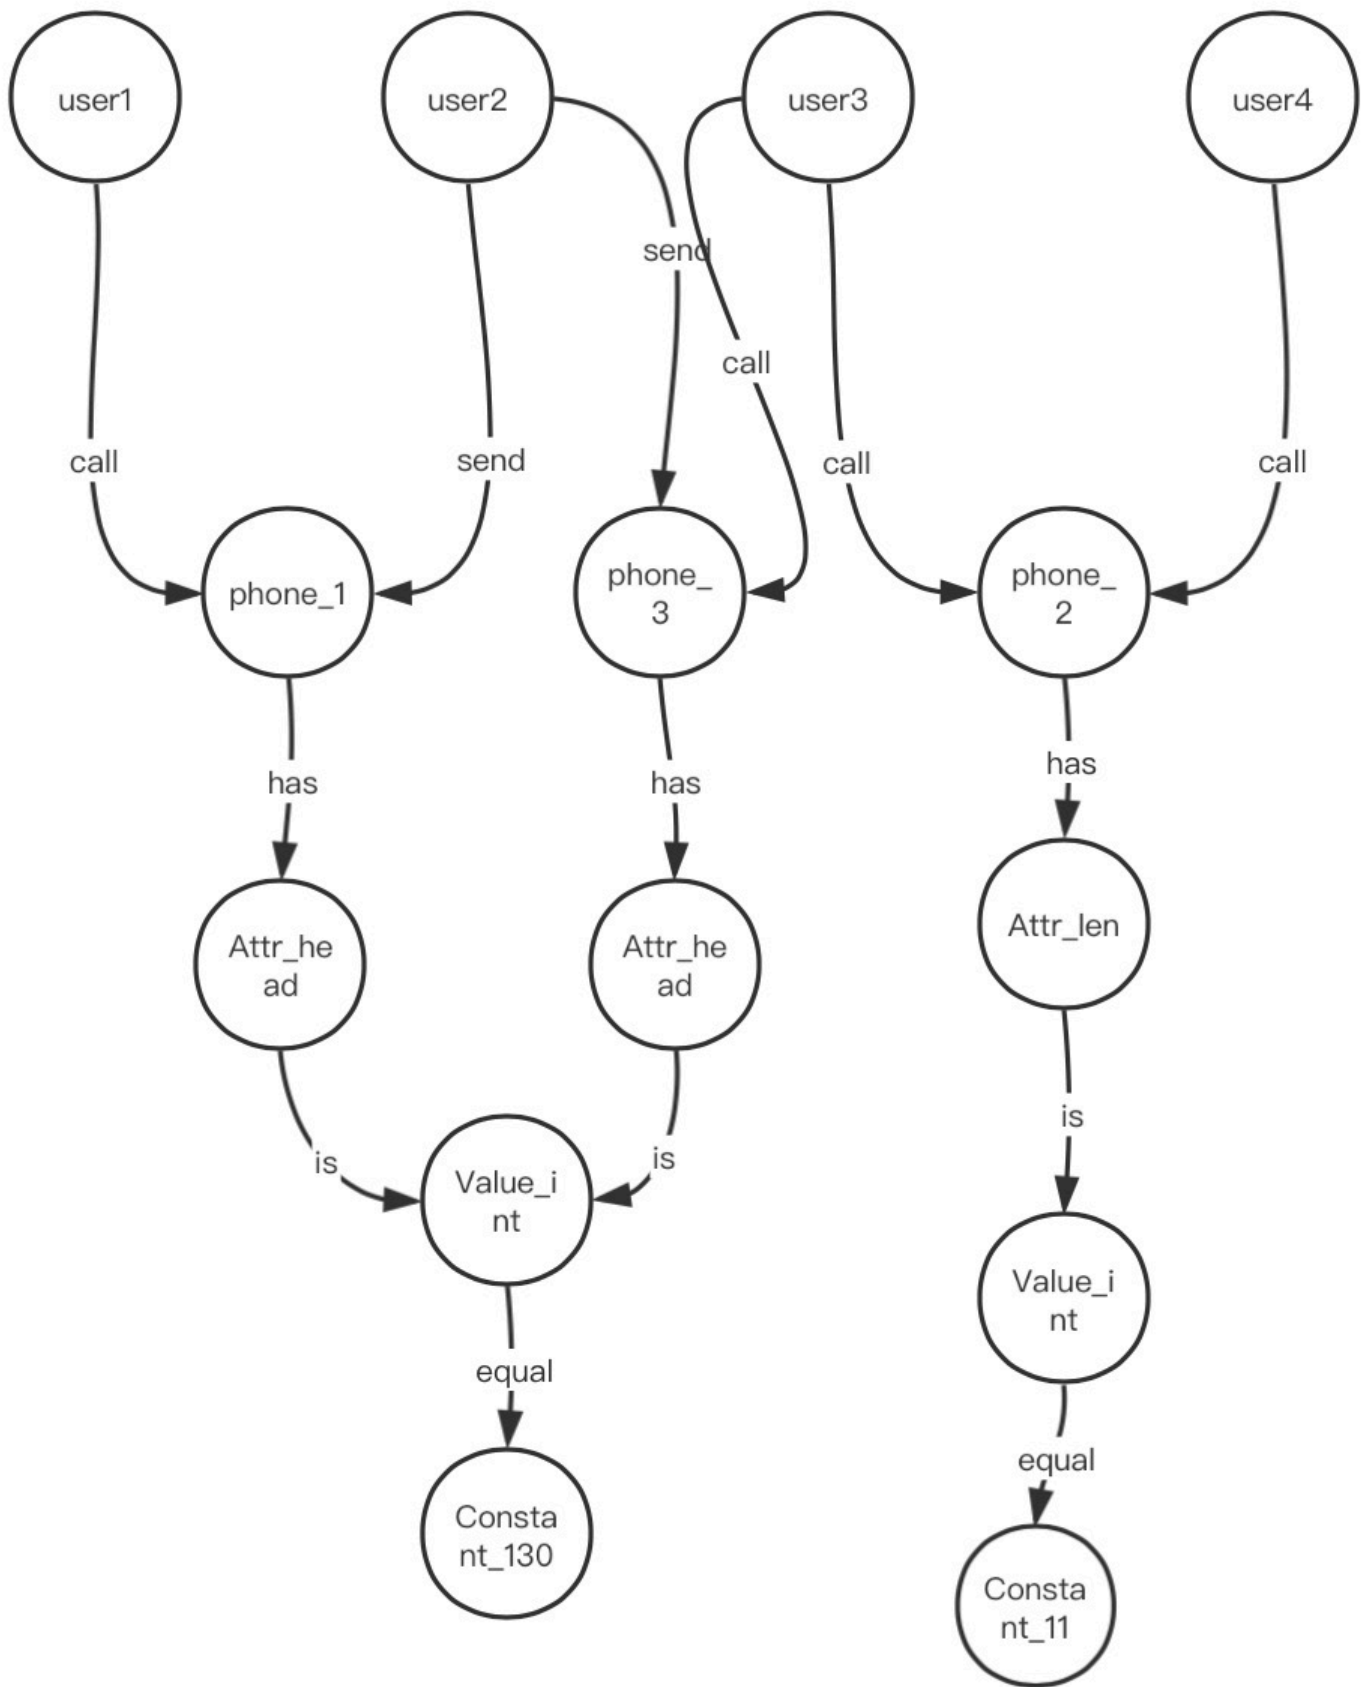 user1
user2
user3
user4
send
call
call
send
call
call
phone_1
phone_
3
phone_
2
has
has
has
Attr_he
ad
Attr_he
ad
Attr_len
is
is
is
Value_i
nt
Value_i
nt
equal
equal
Consta
nt_130
Consta
nt_11